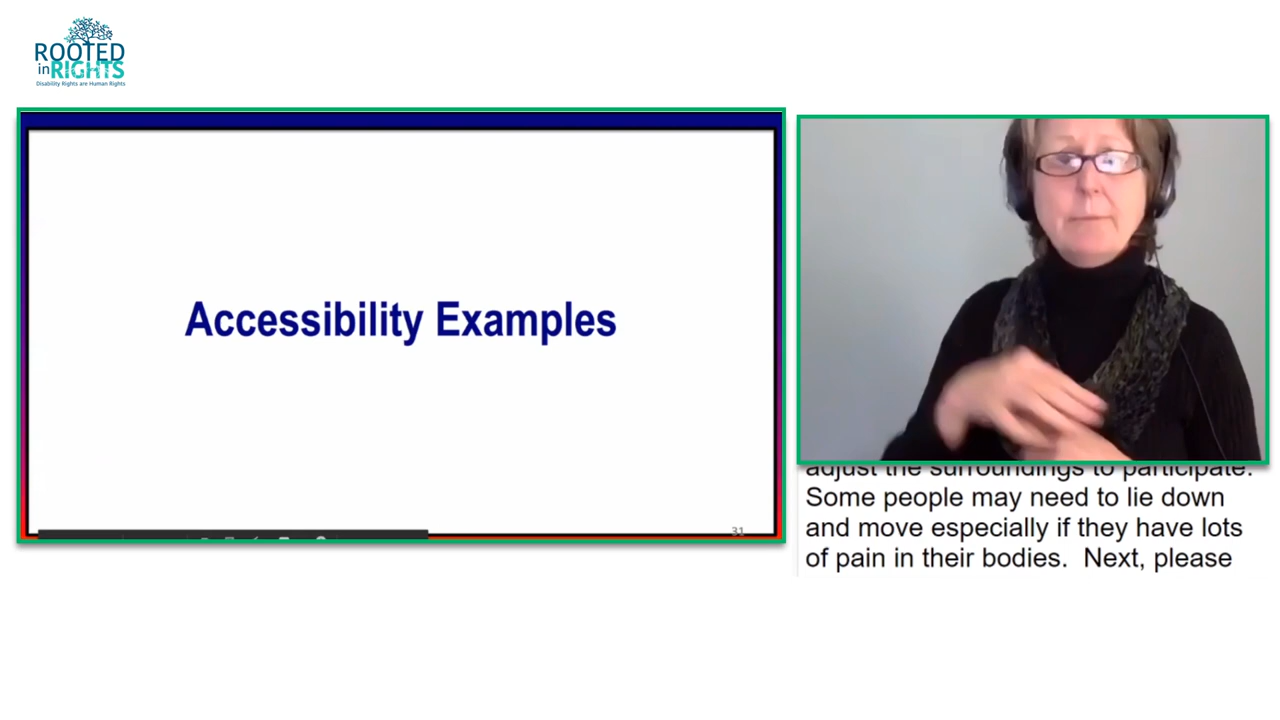 ROOTED
in RIGHTS
Disability Rights are Human Rights
Accessibility Examples
31
adjust the surroundings to participate.
Some people may need to lie down
and move especially if they have lots
of pain in their bodies.  Next, please